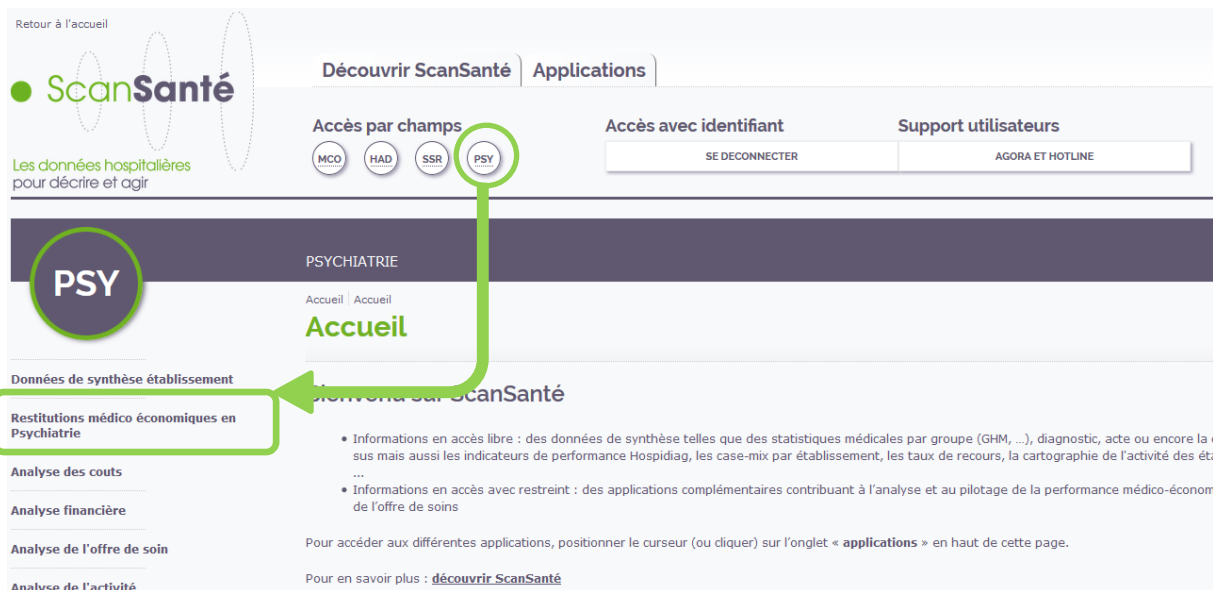 Retour à l'accueil
ScanSanté
Les données hospitalières
pour décrire et agir
Découvrir ScanSanté
Applications
Accès par champs
MCO
HAD
SSR
PSY
Accès avec identifiant
SE DECONNECTER
Support utilisateurs
AGORA ET HOTLINE
PSY
PSYCHIATRIE
Accueil Accueil
Accueil
Données de synthèse établissement
Restitutions médico économiques en
Psychiatrie
Analyse des couts
Analyse financière
Analyse de l'offre de soin
Analyse de l'activité
Bienvenu sur ScanSanté
• Informations en accès libre : des données de synthèse telles que des statistiques médicales par groupe (GHM, ...), diagnostic, acte ou encore la
sus mais aussi les indicateurs de performance Hospidiag, les case-mix par établissement, les taux de recours, la cartographie de l'activité des
...
• Informations en accès avec restreint : des applications complémentaires contribuant à l'analyse et au pilotage de la performance
de l'offre de soins
Pour accéder aux différentes applications, positionner le curseur (ou cliquer) sur l'onglet « applications » en haut de cette page.
Pour en savoir plus : découvrir ScanSanté